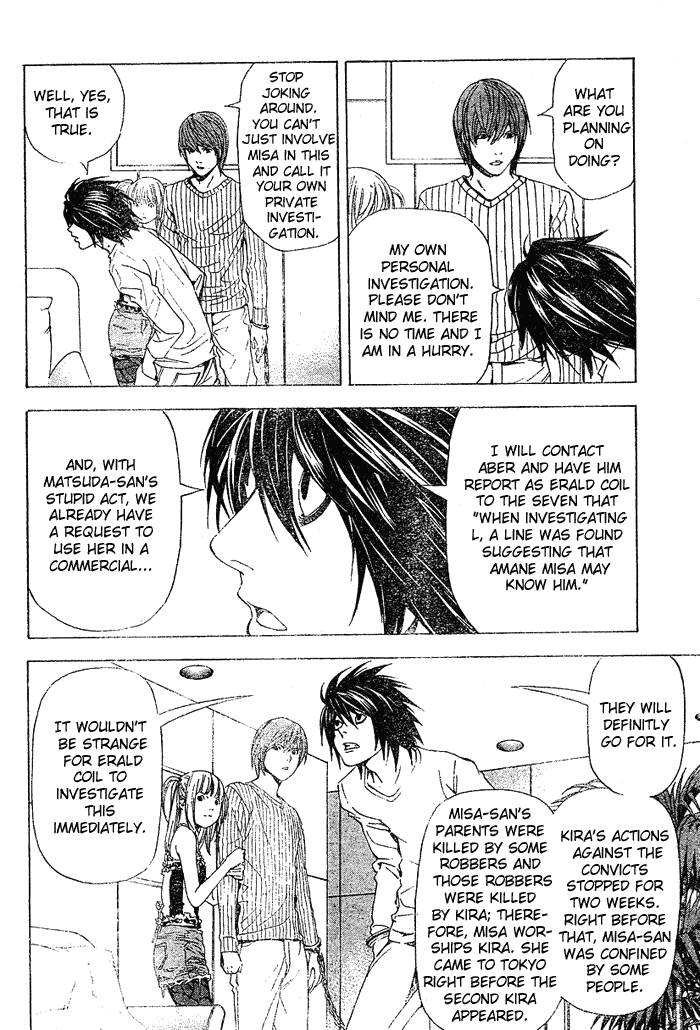 WHAT
ARE YOU
PLANNING
ON
DOING?
MY OWN
PERSONAL
INVESTIGATION.
PLEASE DON'T
MIND ME. THERE
IS NO TIME AND I
AM IN A HURRY.
STOP
JOKING
AROUND.
YOU CAN'T
JUST INVOLVE
MISA IN THIS
AND CALL IT
YOUR OWN
PRIVATE
INVESTI-
GATION.
WELL, YES,
THAT IS
TRUE.
I WILL CONTACT
ABER AND HAVE HIM
REPORT AS ERALD COIL
TO THE SEVEN THAT
"WHEN INVESTIGATING
L, A LINE WAS FOUND
SUGGESTING THAT
AMANE MISA MAY
KNOW HIM."
AND, WITH
MATSUDA-SAN'S
STUPID ACT, WE
ALREADY HAVE
A REQUEST TO
USE HER IN A
COMMERCIAL...
THEY WILL
DEFINITLY
GO FOR IT.
KIRA'S ACTIONS
AGAINST THE
CONVICTS
STOPPED FOR
TWO WEEKS.
RIGHT BEFORE
THAT, MISA-SAN
WAS CONFINED
BY SOME
PEOPLE.
MISA-SAN'S
PARENTS WERE
KILLED BY SOME
ROBBERS AND
THOSE ROBBERS
WERE KILLED
BY KIRA; THERE-
FORE, MISA WOR-
SHIPS KIRA. SHE
CAME TO TOKYO
RIGHT BEFORE THE
SECOND KIRA
APPEARED.
IT WOULDN'T
BE STRANGE
FOR ERALD
COIL TO
INVESTIGATE
THIS
IMMEDIATELY.